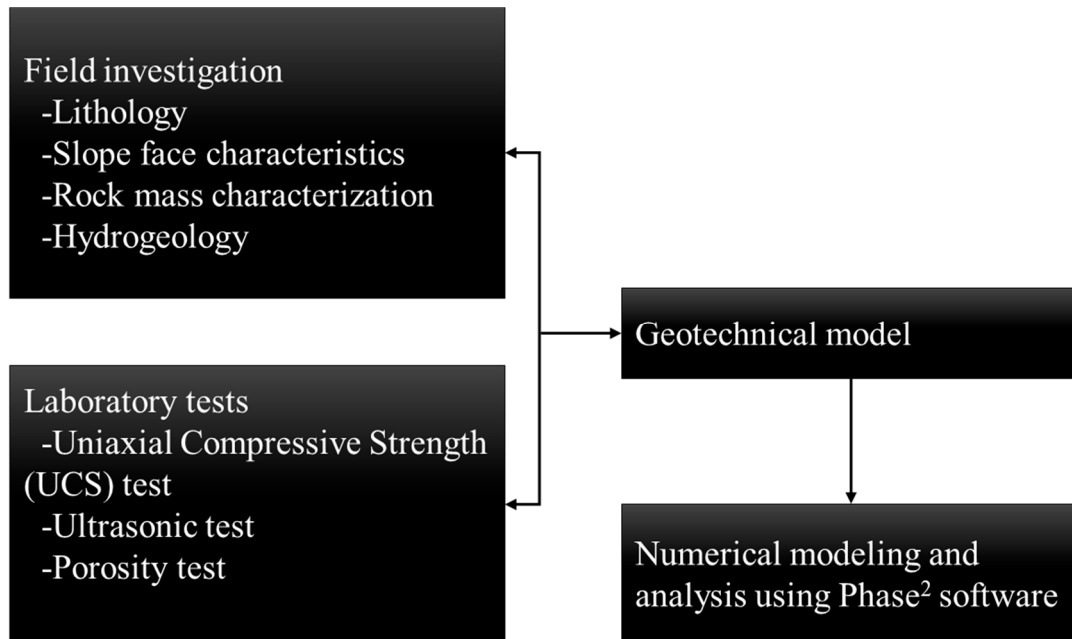 Field investigation
-Lithology
-Slope face characteristics
-Rock mass characterization
-Hydrogeology
Laboratory tests
-Uniaxial Compressive Strength
(UCS) test
-Ultrasonic test
-Porosity test
Geotechnical model
Numerical modeling and
analysis using Phase² software